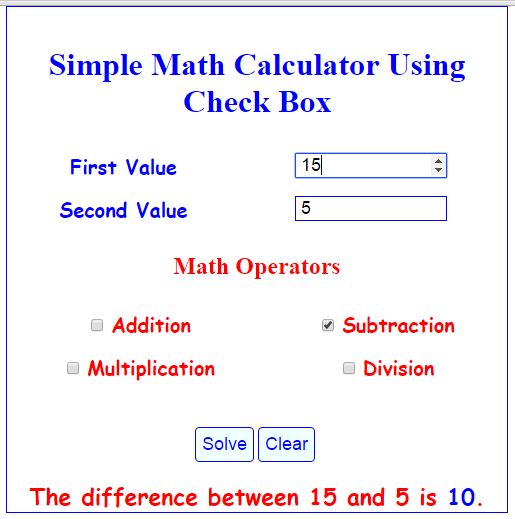 Simple Math Calculator Using
Check Box
First Value 15
Second Value 5
Math Operators
Addition Subtraction
Multiplication Division
Solve Clear
The difference between 15 and 5 is 10.